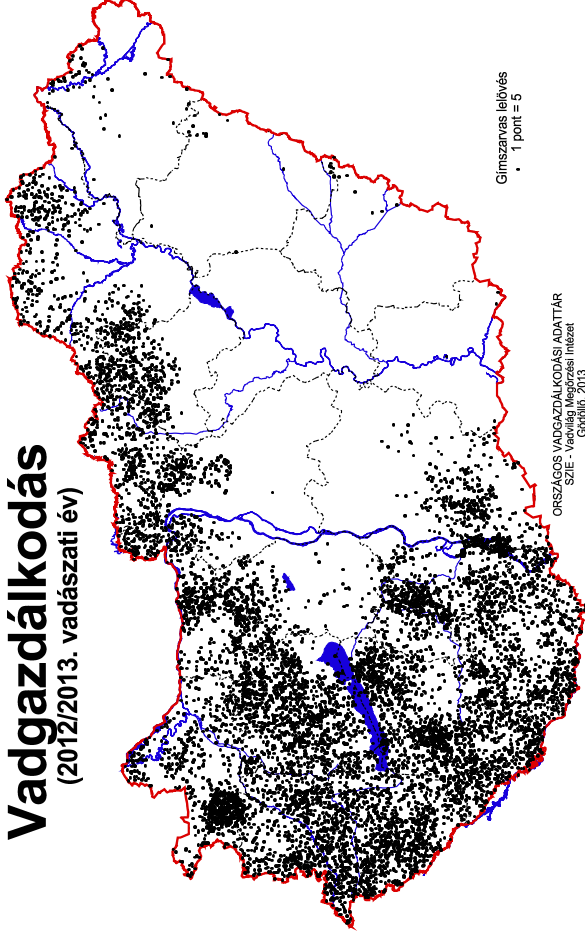 Vadgazdálkodás
(2012/2013. vadászati év)
Gímszarvas lelövés
1 pont = 5
ORSZÁGOS VADGAZDÁLKODÁSI ADATTÁR
SZIE - Vadvilág Megőrzési Intézet
Gödöllő, 2013